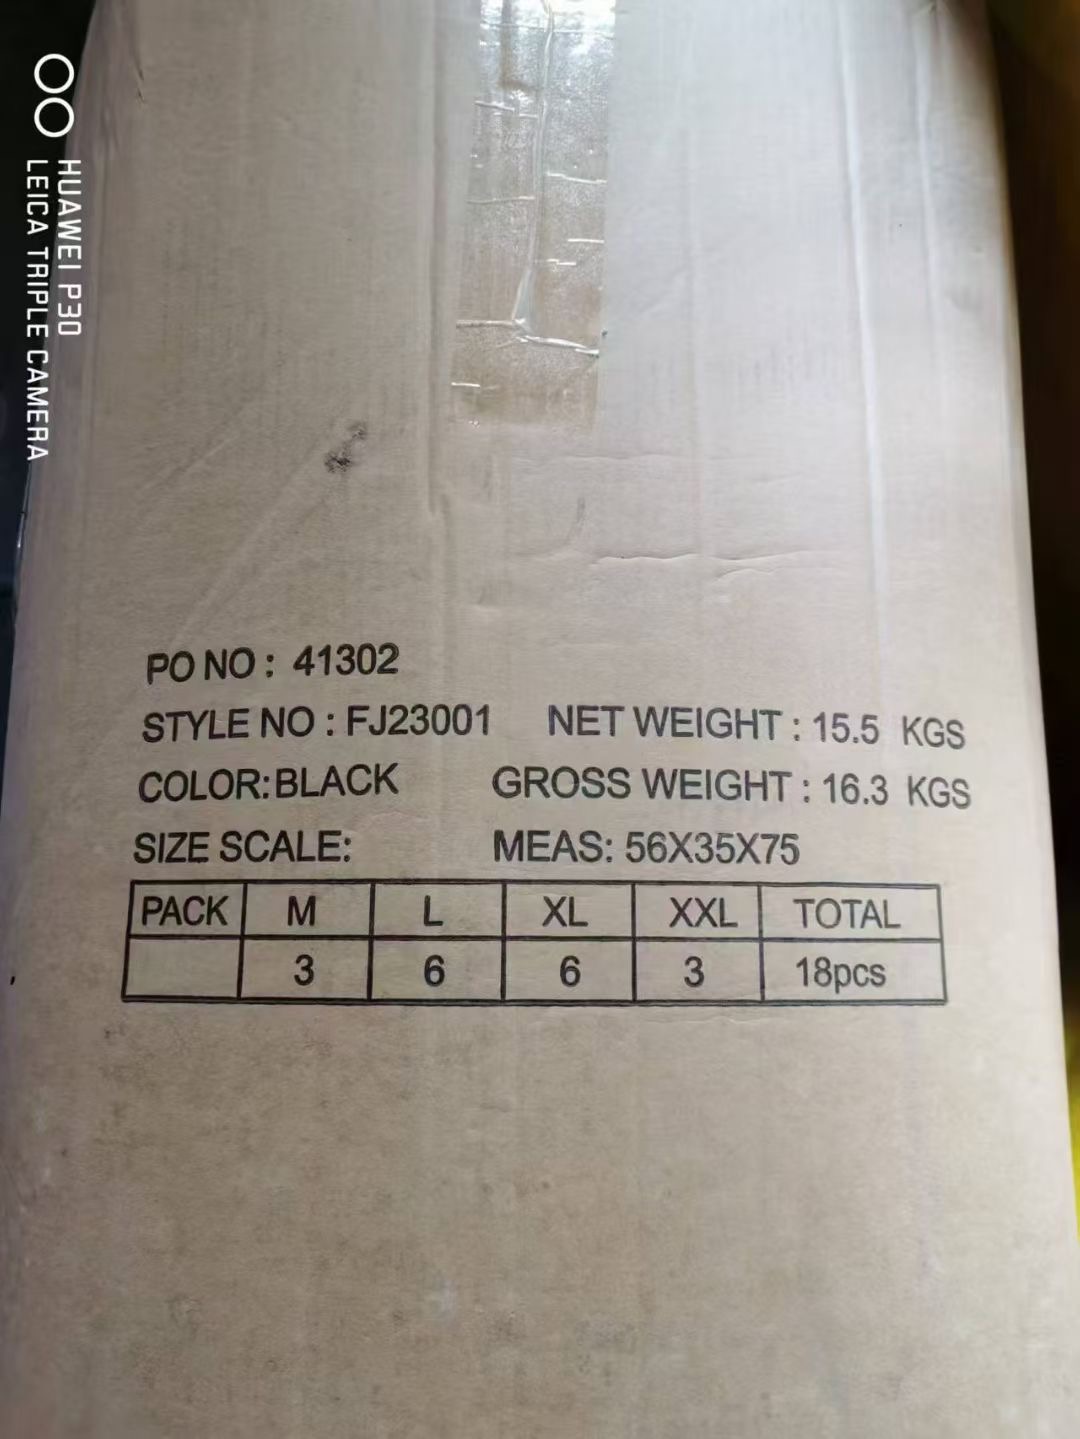 HUAWEI P30
LEICA TRIPLE CAMERA
PO NO : 41302
STYLE NO : FJ23001 NET WEIGHT : 15.5 KGS
COLOR:BLACK GROSS WEIGHT : 16.3 KGS
SIZE SCALE: MEAS: 56X35X75
PACK M L XL XXL TOTAL
3 6 6 3 18pcs